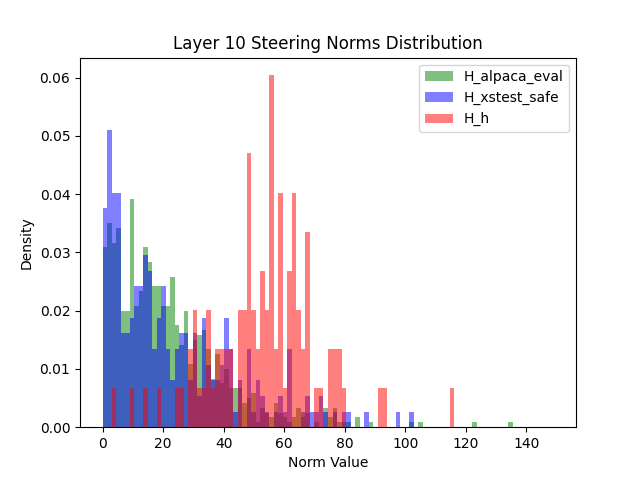 Layer 10 Steering Norms Distribution
H_alpaca_eval
H_xstest_safe
H_h
Density
0.06
0.05
0.04
0.03
0.02
0.01
0.00
0 20 40 60 80 100 120 140
Norm Value